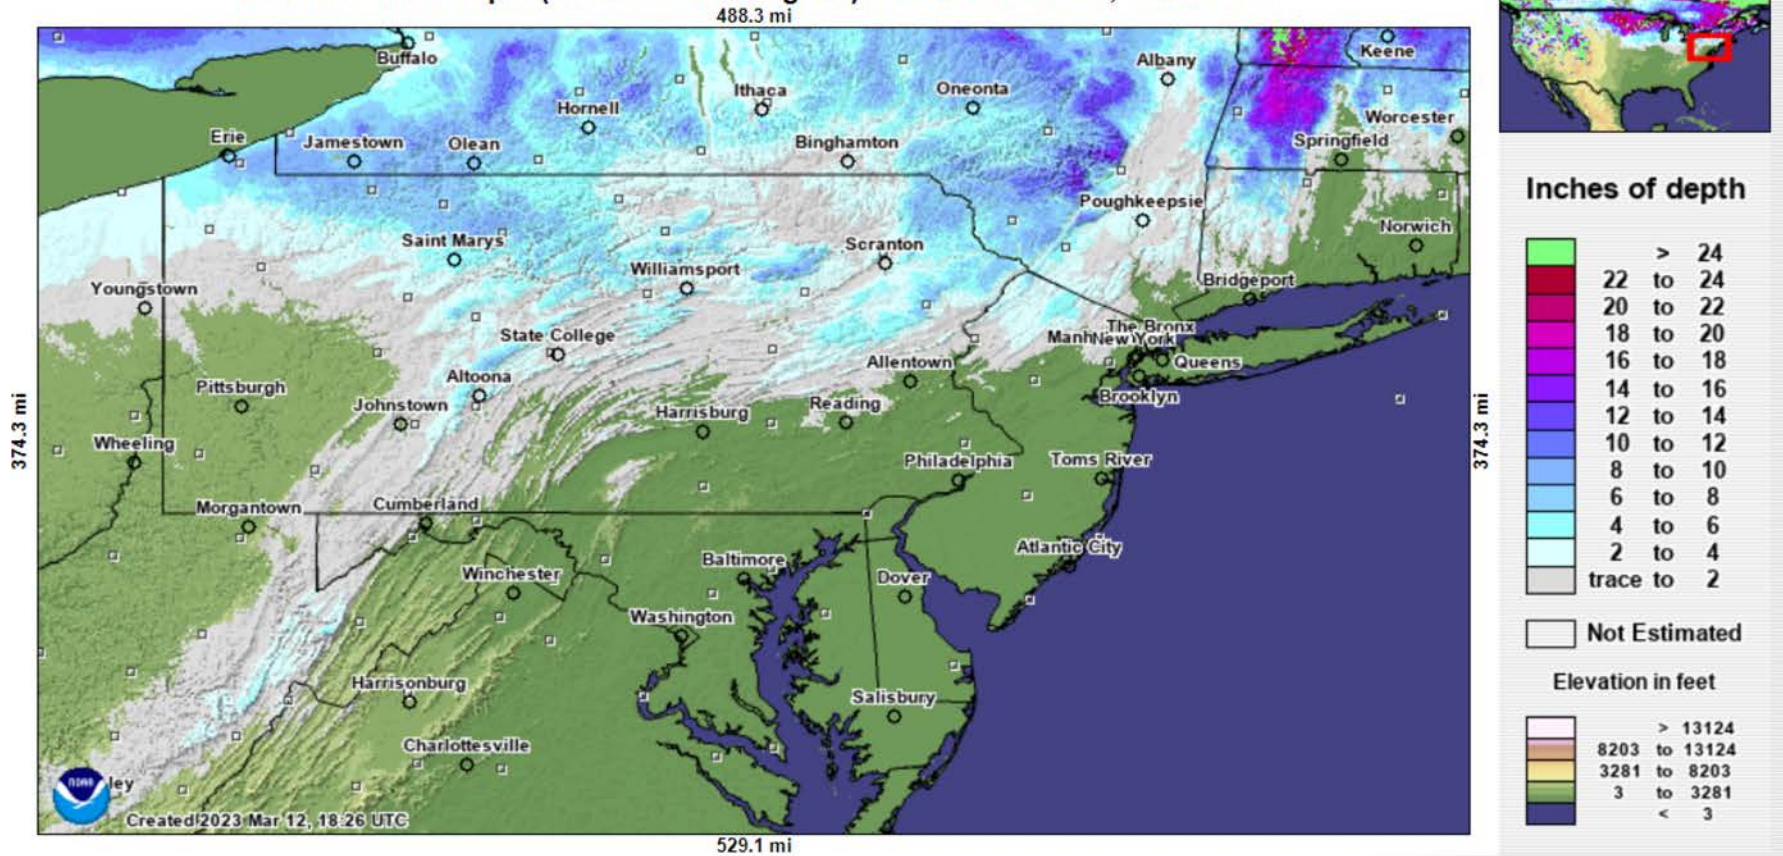 488.3 mi
Buffalo
Albany
Keene
Ithaca
Oneonta
Hornell
Worcester
Erie
Jamestown
Olean
Binghamton
Springfield
Poughkeepsie
Norwich
Saint Marys
Scranton
Williamsport
Bridgeport
Youngstown
The Bronx
State College
Manh New York
Allentown
Queens
Altoona
Pittsburgh
Brooklyn
Johnstown
Reading
Harrisburg
374.3 mi
374.3 mi
Wheeling
Philadelphia
Toms River
Morgantown
Cumberland
Atlantic City
Baltimore
Winchester
Dover
Washington
Harrisonburg
Salisbury
Charlottesville
noaa
ley
Created 2023 Mar 12, 18:26 UTC
529.1 mi
Inches of depth
> 24
22 to 24
20 to 22
18 to 20
16 to 18
14 to 16
12 to 14
10 to 12
8 to 10
6 to 8
4 to 6
2 to 4
trace to 2
Not Estimated
Elevation in feet
> 13124
8203 to 13124
3281 to 8203
3 to 3281
< 3